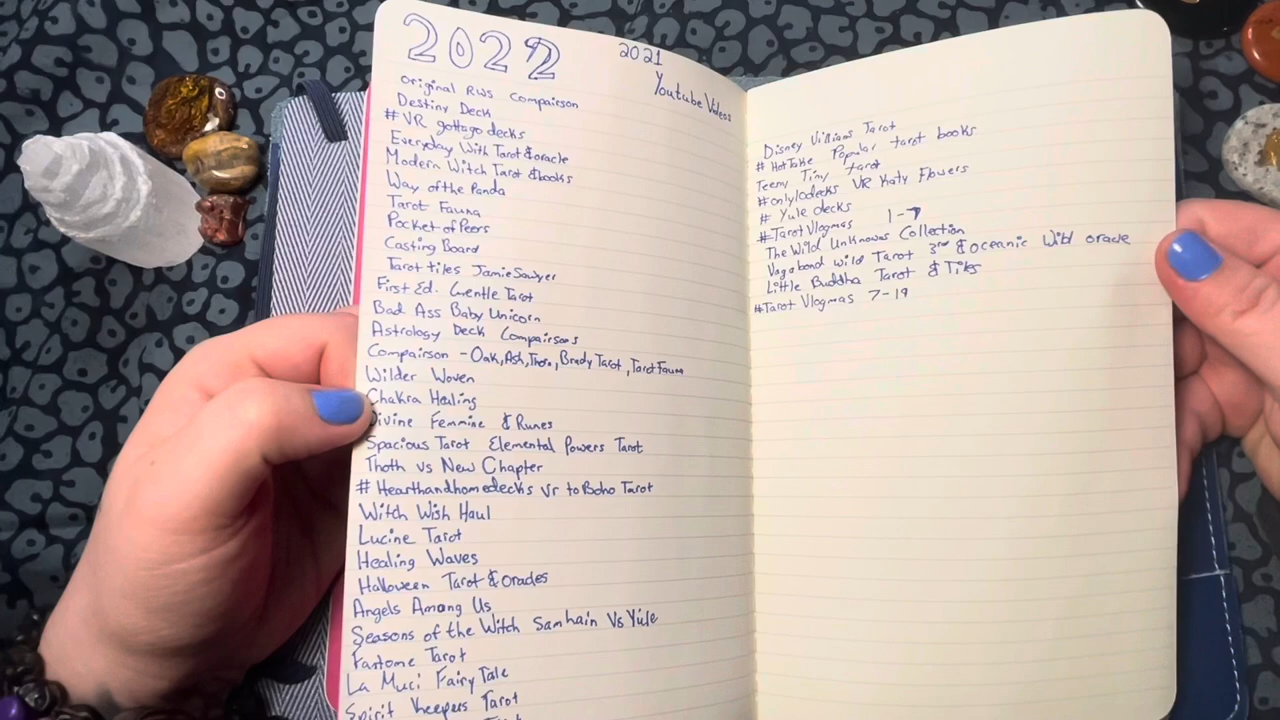 2022
2021
Youtube Videos
Original RWS Compairson
Destiny Deck
# VR gottago decks
Everyday With Tarot & oracle
Modern Witch Tarot & books
Way of the Panda
Tarot Fauna
Pocket of Peers
Casting Board
Tarot tiles Jamie Sawyer
First Ed. Gentle Tarot
Bad Ass Baby Unicorn
Astrology Deck Compairsons
Compairson - Oak, Ash, Thorn, Brady Tarot, Tarot Fauna
Wilder Woven
Chakra Healing
Divine Femmine & Runes
Spacious Tarot Elemental Powers Tarot
Thoth vs New Chapter
# Hearthandhomedecks Vr to Boho Tarot
Witch Wish Haul
Lucine Tarot
Healing Waves
Halloween Tarot & Oracles
Angels Among Us
Seasons of the Witch Samhain Vs Yule
Fantome Tarot
La Muci Fairy Tale
Spirit Keepers Tarot
Tarot
Disney Villians Tarot
# HotTake Popular tarot books
Teeny Tiny tarot
#only10decks VR Katy Flowers
# Yule decks
#Tarot Vlogmas 1-7
The Wild Unknown Collection
Vagabond Wild Tarot 3rd & Oceanic Wild oracle
Little Buddha Tarot & Tiles
#Tarot Vlogmas 7-19